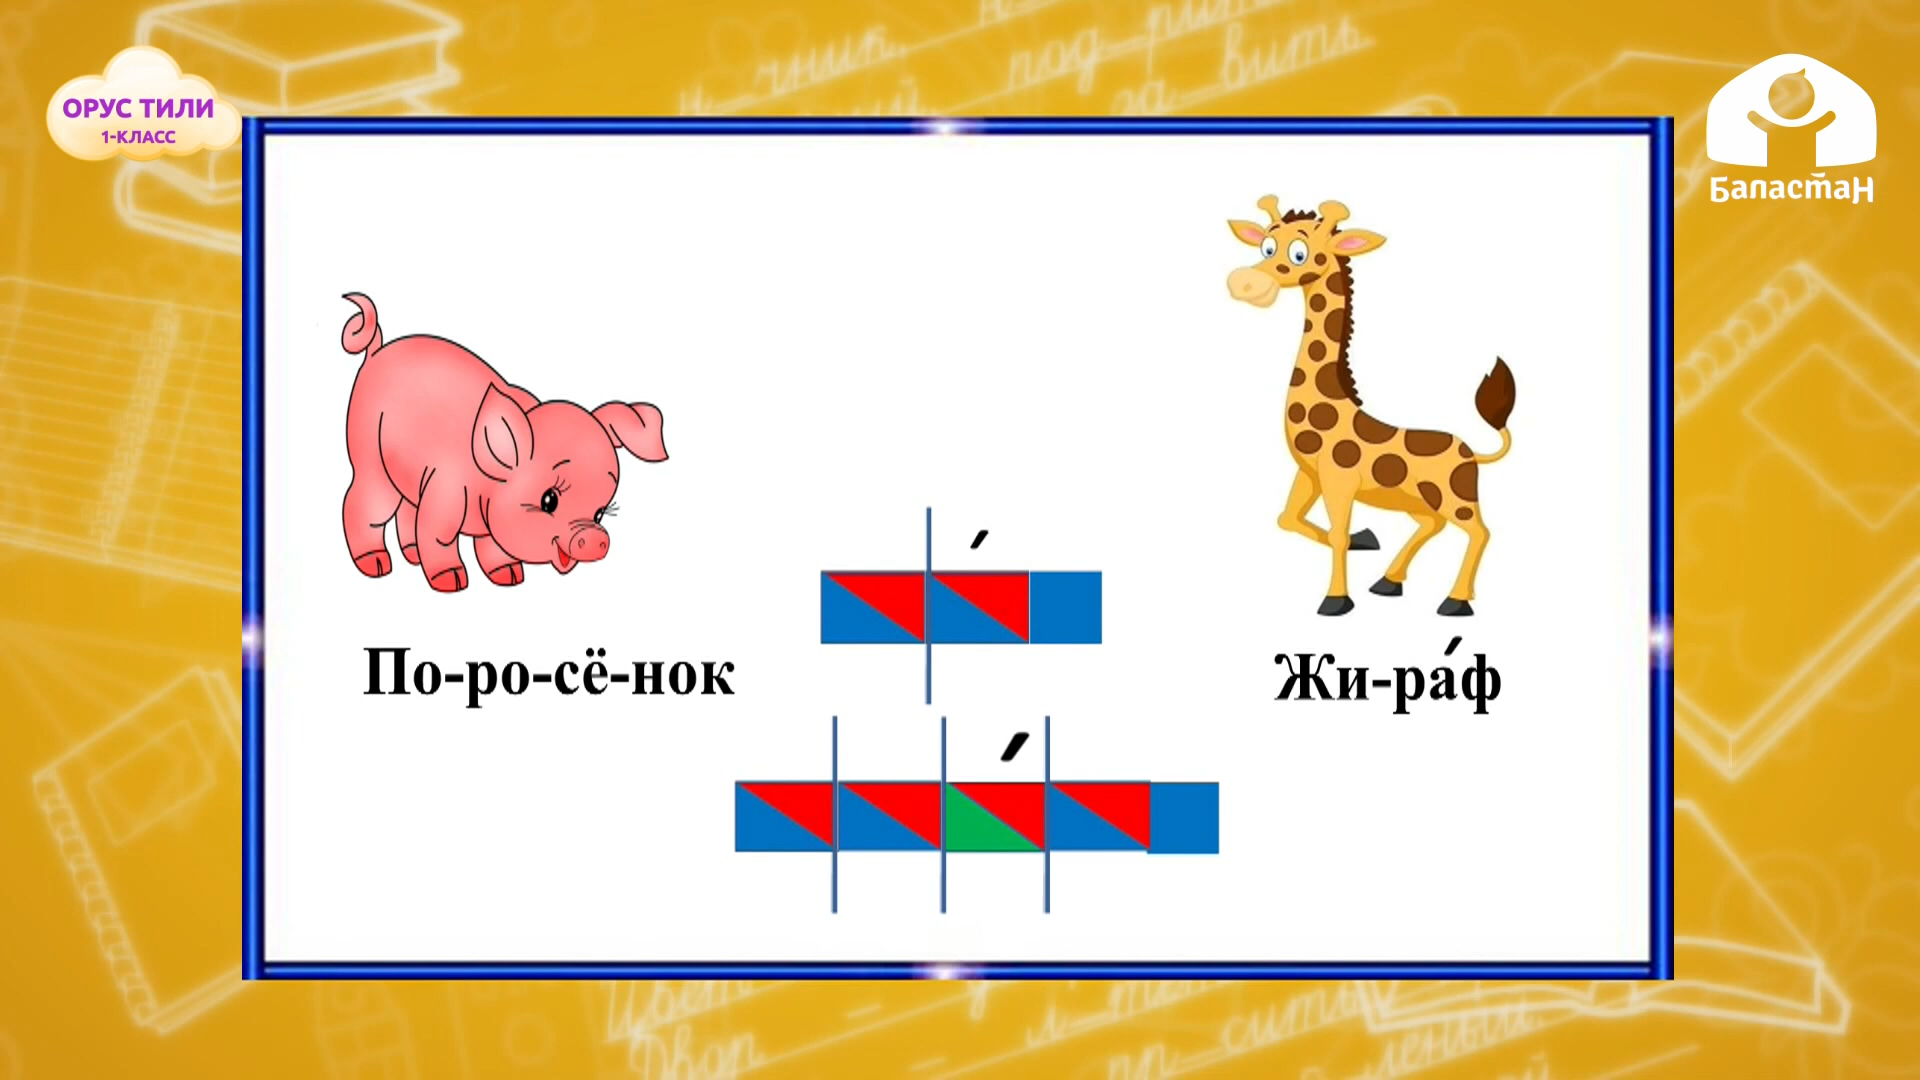 ОРУС ТИЛИ
1-КЛАСС
Баластан
По-ро-сё-нок
Жи-ра́ф